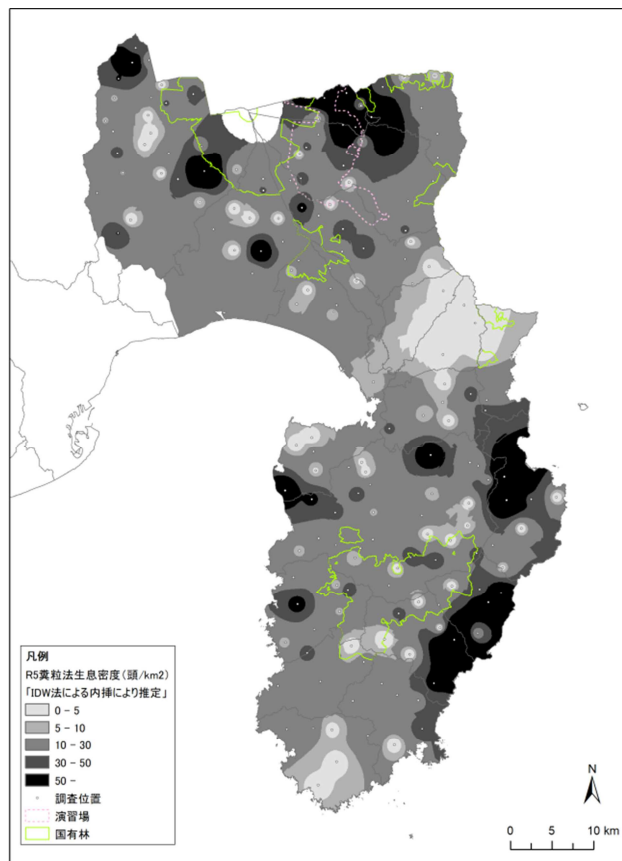 凡例
R5糞粒法生息密度(頭/km2)
「IDW法による内挿により推定」
0 - 5
5 - 10
10 - 30
30 - 50
50 -
調査位置
演習場
国有林
N
0 5 10 km